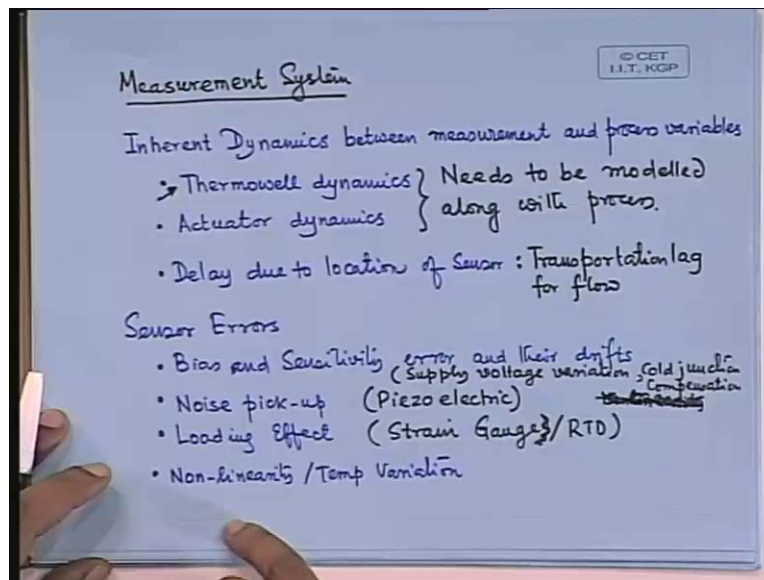 © CET
I.I.T. KGP
Measurement System
Inherent Dynamics between measurement and process variables
• Thermowell dynamics } Needs to be modelled
• Actuator dynamics } along with process.
• Delay due to location of Sensor : Transportation lag
for flow
Sensor Errors
• Bias and Sensitivity error and their drifts
(Supply voltage variation, Cold junction
Compensation
• Noise pick-up (Piezo electric)
• Loading Effect (Strain Gauge/RTD)
• Non-linearity / Temp Variation